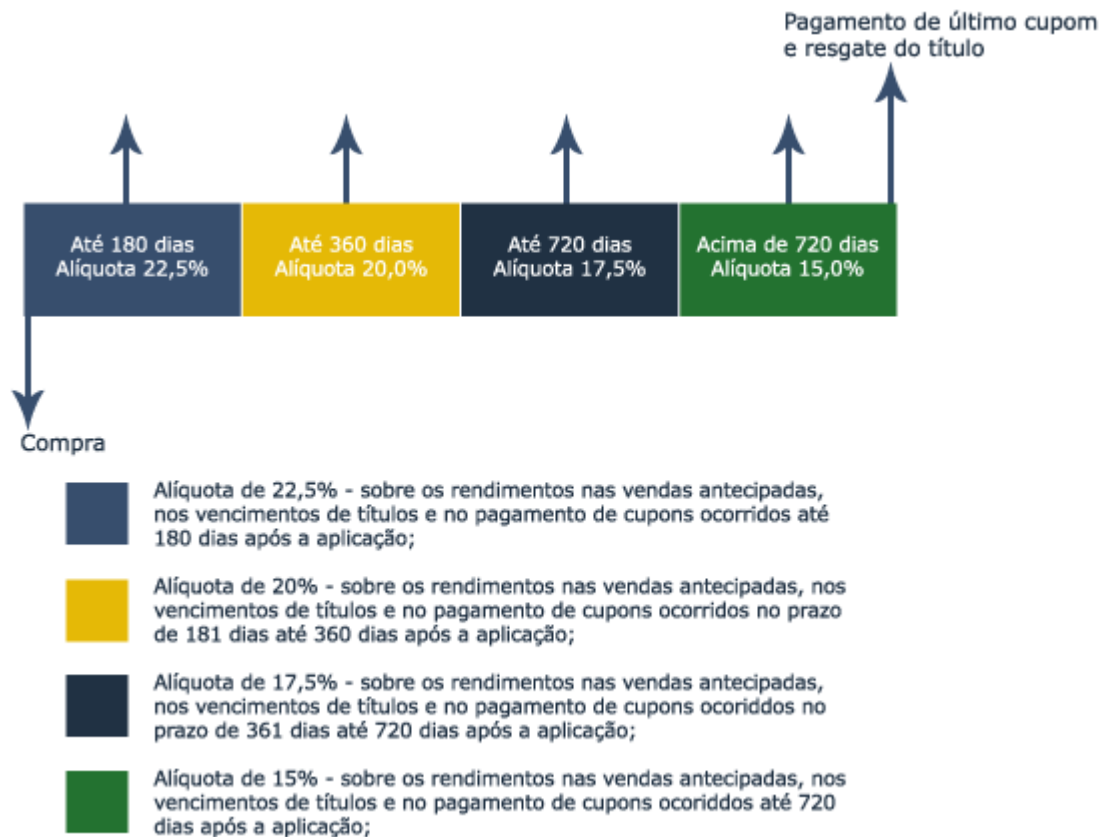 Pagamento de último cupom
e resgate do título
Até 180 dias
Alíquota 22,5%
Até 360 dias
Alíquota 20,0%
Até 720 dias
Alíquota 17,5%
Acima de 720 dias
Alíquota 15,0%
Compra
Alíquota de 22,5% - sobre os rendimentos nas vendas antecipadas,
nos vencimentos de títulos e no pagamento de cupons ocorridos até
180 dias após a aplicação;
Alíquota de 20% - sobre os rendimentos nas vendas antecipadas, nos
vencimentos de títulos e no pagamento de cupons ocorridos no prazo
de 181 dias até 360 dias após a aplicação;
Alíquota de 17,5% - sobre os rendimentos nas vendas antecipadas,
nos vencimentos de títulos e no pagamento de cupons ocoriddos no
prazo de 361 dias até 720 dias após a aplicação;
Alíquota de 15% - sobre os rendimentos nas vendas antecipadas, nos
vencimentos de títulos e no pagamento de cupons ocoriddos até 720
dias após a aplicação;